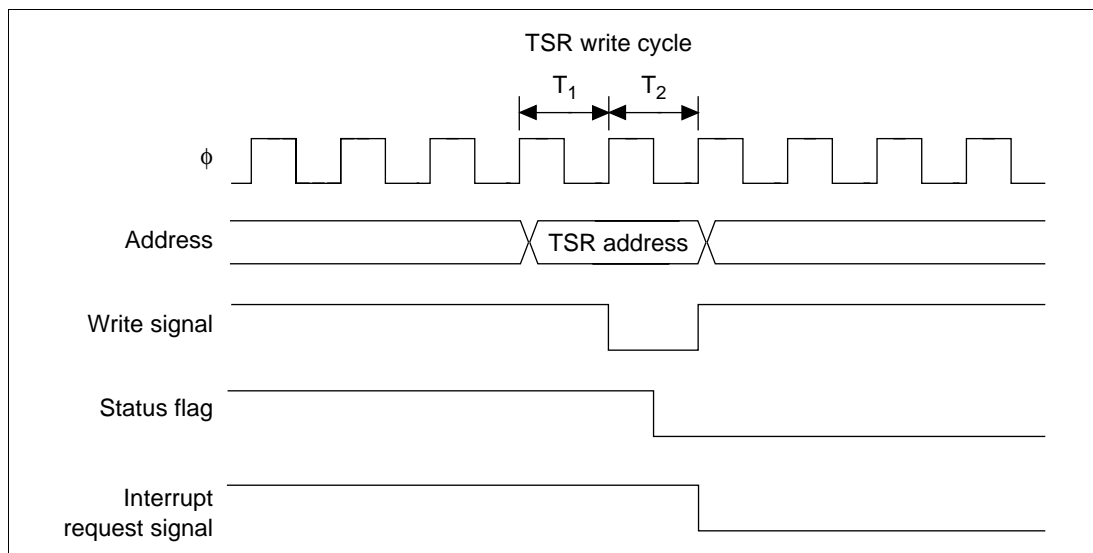 TSR write cycle
T1 T2
ϕ
Address
TSR address
Write signal
Status flag
Interrupt
request signal